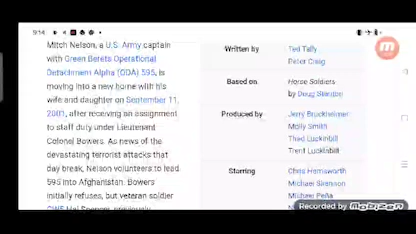 9:14
Mitch Nelson, a U.S. Army captain
with Green Berets Operational
Detachment Alpha (ODA) 595, is
moving into a new home with his
wife and daughter on September 11,
2001, after receiving an assignment
to staff duty under Lieutenant
Colonel Bowers. As news of the
devastating terrorist attacks that
day break, Nelson volunteers to lead
595 into Afghanistan. Bowers
initially refuses, but veteran soldier
CW5 Hal Spencer, previously
Written by
Ted Tally
Peter Craig
Based on
Horse Soldiers
by Doug Stanton
Produced by
Jerry Bruckheimer
Molly Smith
Thad Luckinbill
Trent Luckinbill
Starring
Chris Hemsworth
Michael Shannon
Michael Peña
Recorded by Mobizen